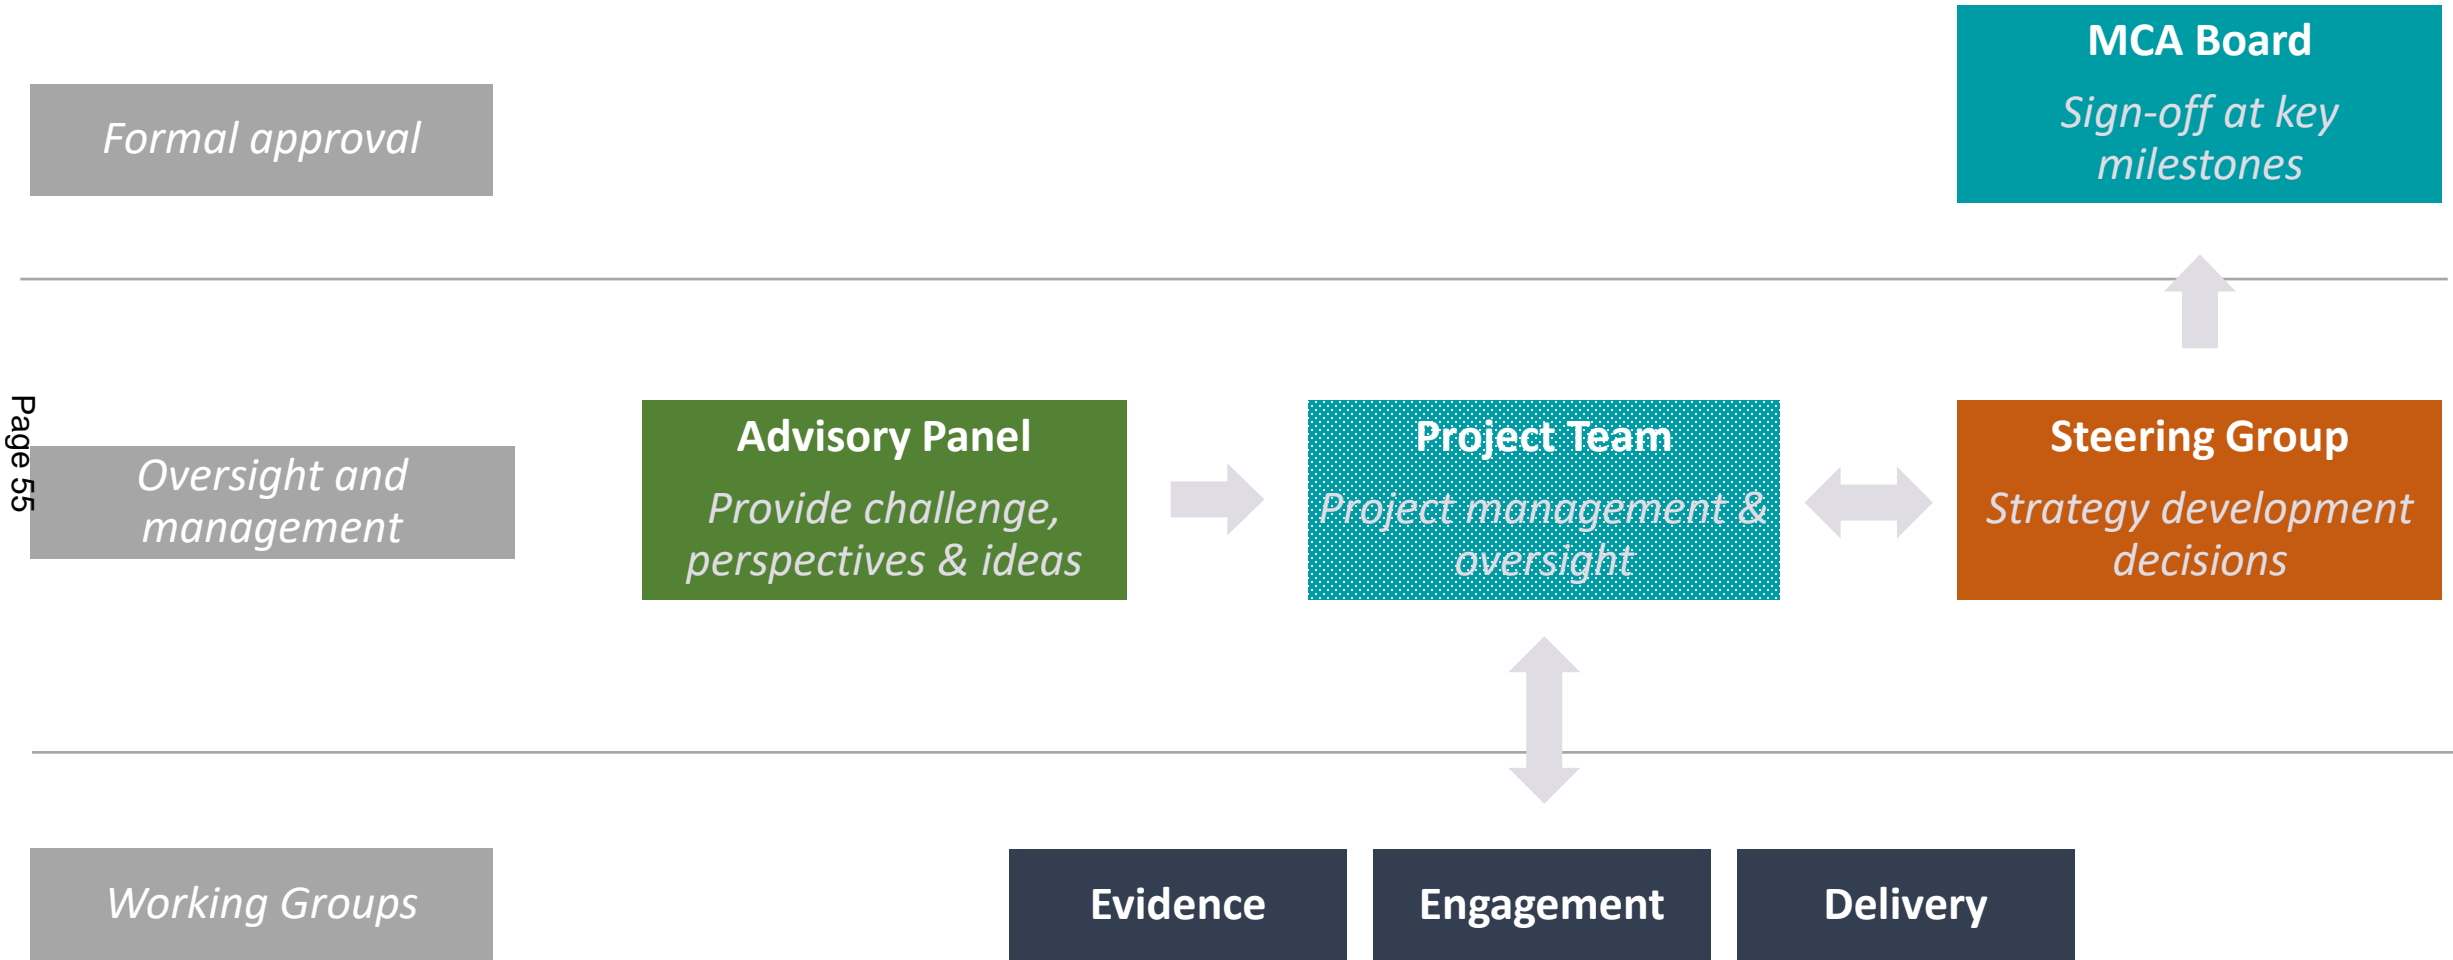 MCA Board
Sign-off at key
milestones
Formal approval
Page 55
Oversight and
management
Advisory Panel
Provide challenge,
perspectives & ideas
Project Team
Project management &
oversight
Steering Group
Strategy development
decisions
Working Groups
Evidence
Engagement
Delivery